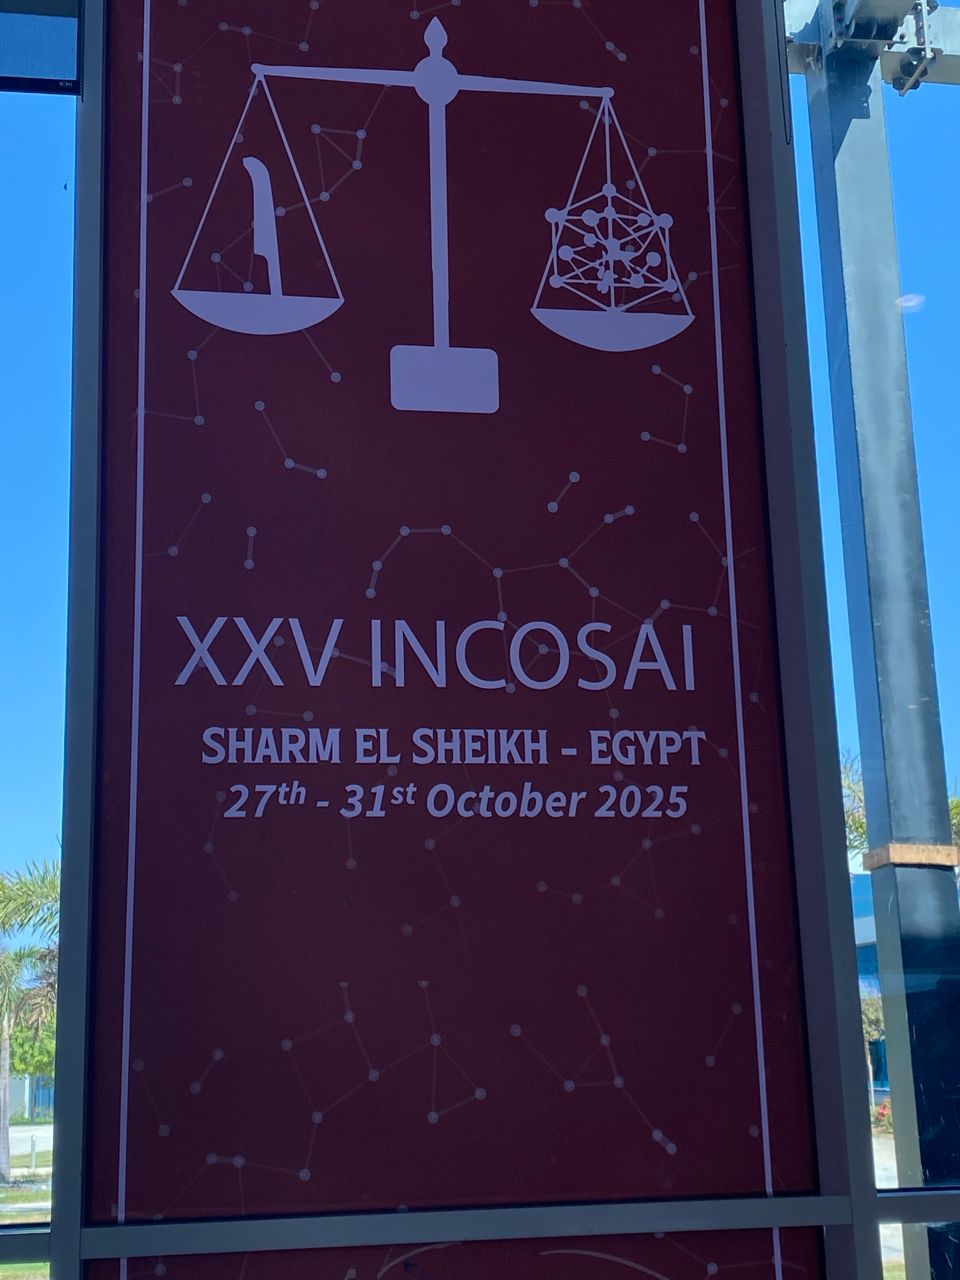 XXV INCOSAI
SHARM EL SHEIKH - EGYPT
27th - 31st October 2025